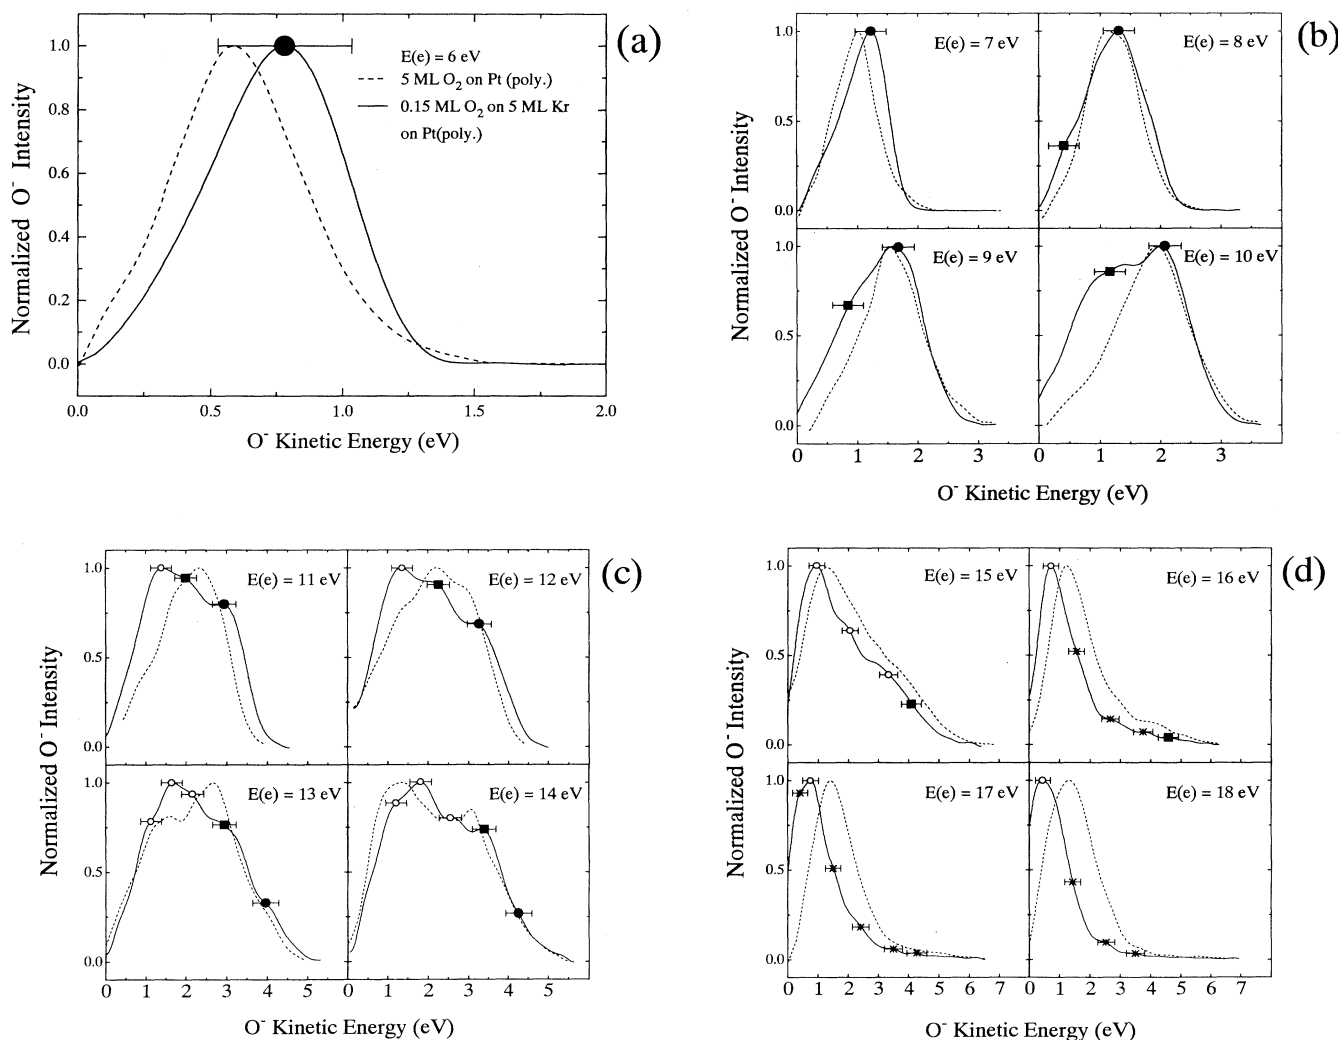 (a)
1.0
0.8
0.6
0.4
0.2
0.0
E(e) = 6 eV
5 ML O₂ on Pt (poly.)
0.15 ML O₂ on 5 ML Kr
on Pt(poly.)
0.0 0.5 1.0 1.5 2.0
Normalized O⁻ Intensity
O⁻ Kinetic Energy (eV)
(b)
E(e) = 7 eV
E(e) = 8 eV
1.0
0.5
0.0
E(e) = 9 eV
E(e) = 10 eV
1.0
0.5
0.0
0 1 2 3 0 1 2 3
Normalized O⁻ Intensity
O⁻ Kinetic Energy (eV)
(c)
E(e) = 11 eV
E(e) = 12 eV
1.0
0.5
0.0
E(e) = 13 eV
E(e) = 14 eV
1.0
0.5
0.0
0 1 2 3 4 5 0 1 2 3 4 5
Normalized O⁻ Intensity
O⁻ Kinetic Energy (eV)
(d)
E(e) = 15 eV
E(e) = 16 eV
1.0
0.5
0.0
E(e) = 17 eV
E(e) = 18 eV
1.0
0.5
0.0
0 1 2 3 4 5 6 7 0 1 2 3 4 5 6 7
Normalized O⁻ Intensity
O⁻ Kinetic Energy (eV)